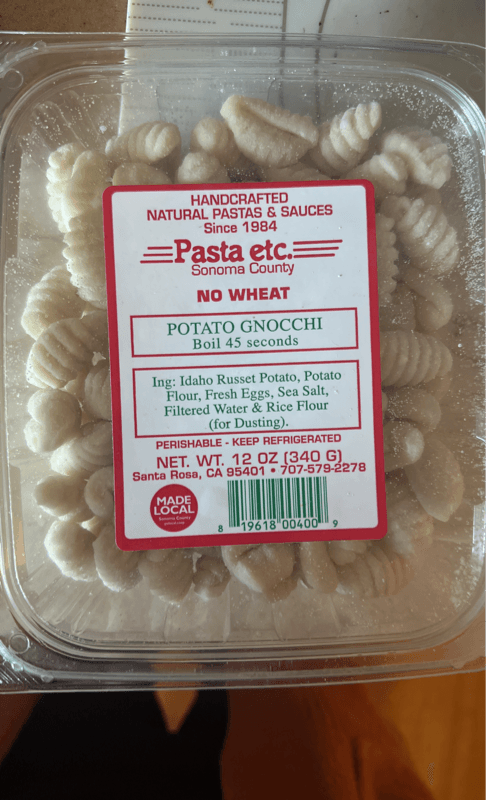 HANDCRAFTED
NATURAL PASTAS & SAUCES
Since 1984
Pasta etc.
Sonoma County
NO WHEAT
POTATO GNOCCHI
Boil 45 seconds
Ing: Idaho Russet Potato, Potato
Flour, Fresh Eggs, Sea Salt,
Filtered Water & Rice Flour
(for Dusting).
PERISHABLE - KEEP REFRIGERATED
NET. WT. 12 OZ (340 G)
Santa Rosa, CA 95401 • 707-579-2278
MADE
LOCAL
Sonoma County
8 19618 00400 9